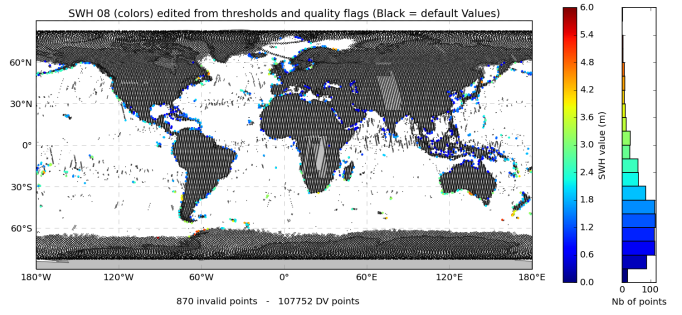 SWH 08 (colors) edited from thresholds and quality flags (Black = default Values)
60°N
30°N
0°
30°S
60°S
180°W
120°W
60°W
0°
60°E
120°E
180°E
870 invalid points - 107752 DV points
6.0
5.4
4.8
4.2
3.6
3.0
2.4
1.8
1.2
0.6
0.0
SWH value (m)
0
100
Nb of points